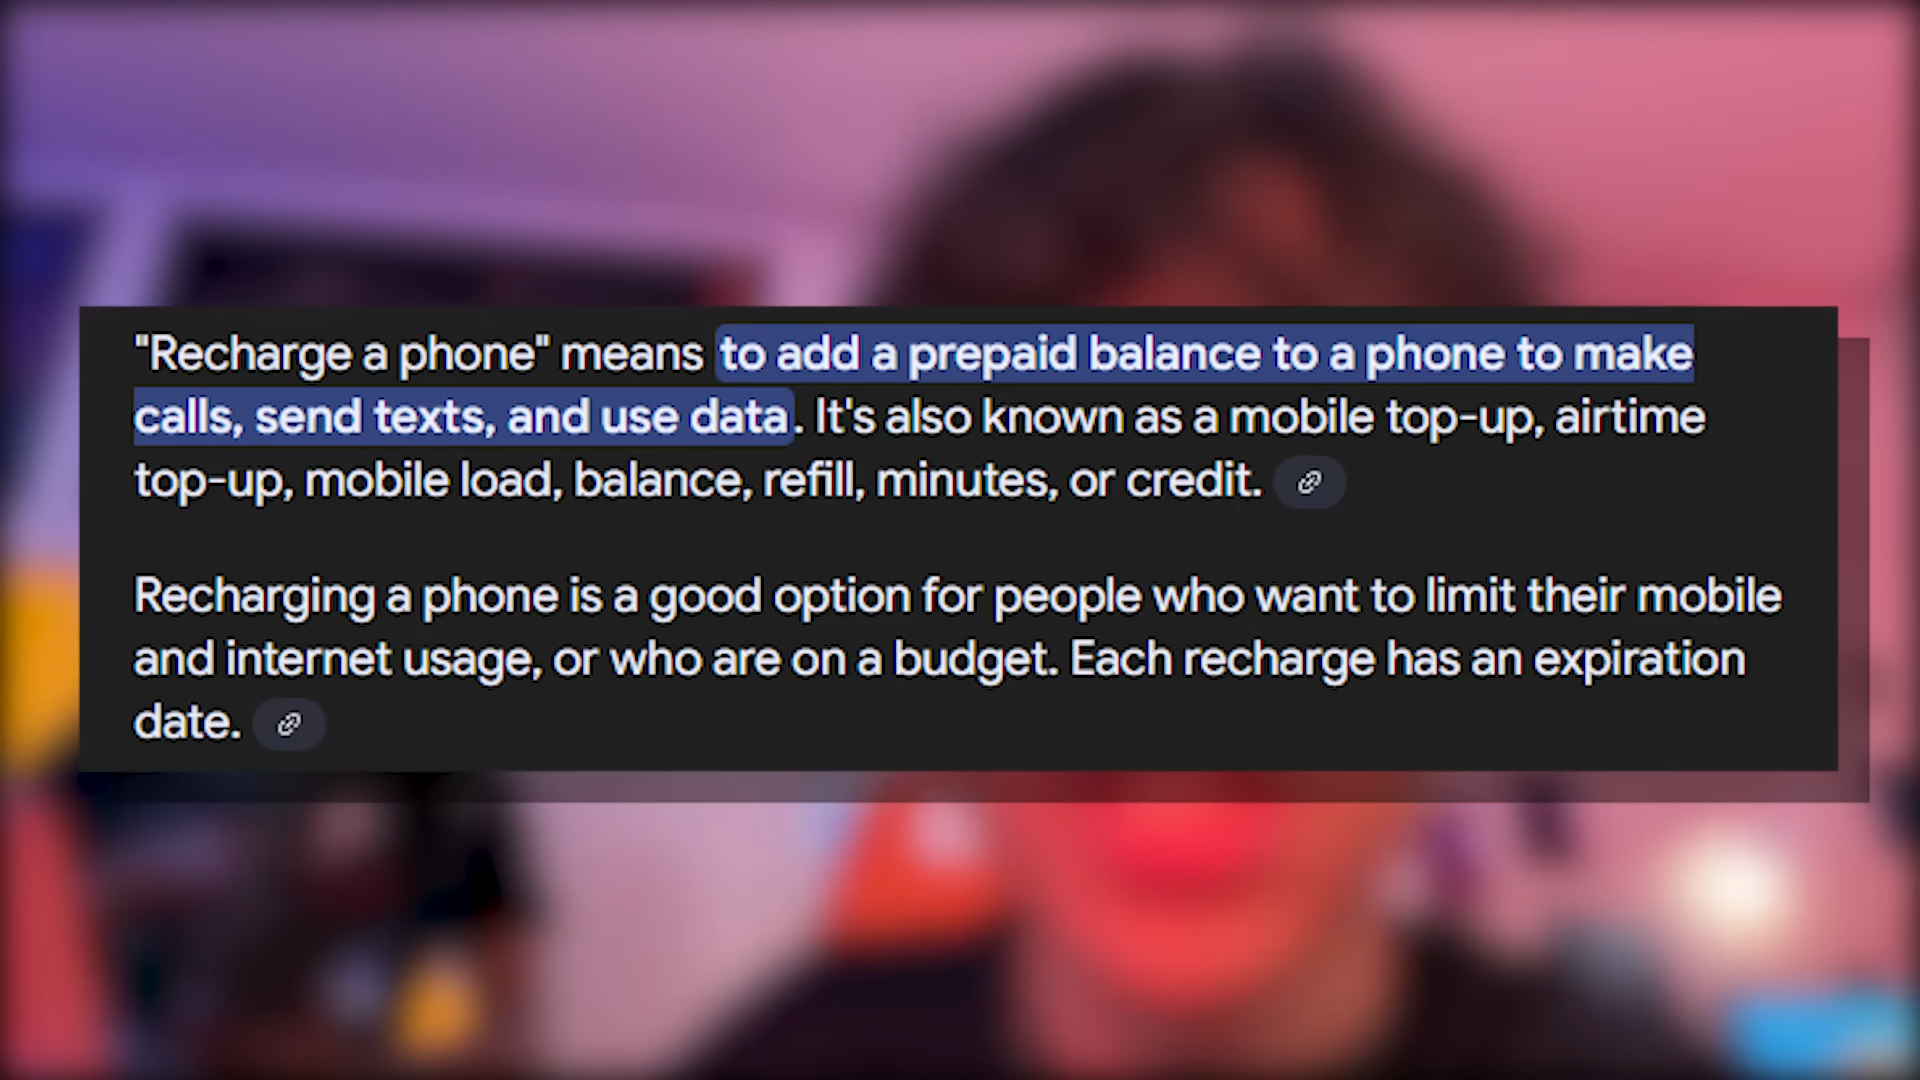 "Recharge a phone" means to add a prepaid balance to a phone to make
calls, send texts, and use data. It's also known as a mobile top-up, airtime
top-up, mobile load, balance, refill, minutes, or credit.
Recharging a phone is a good option for people who want to limit their mobile
and internet usage, or who are on a budget. Each recharge has an expiration
date.